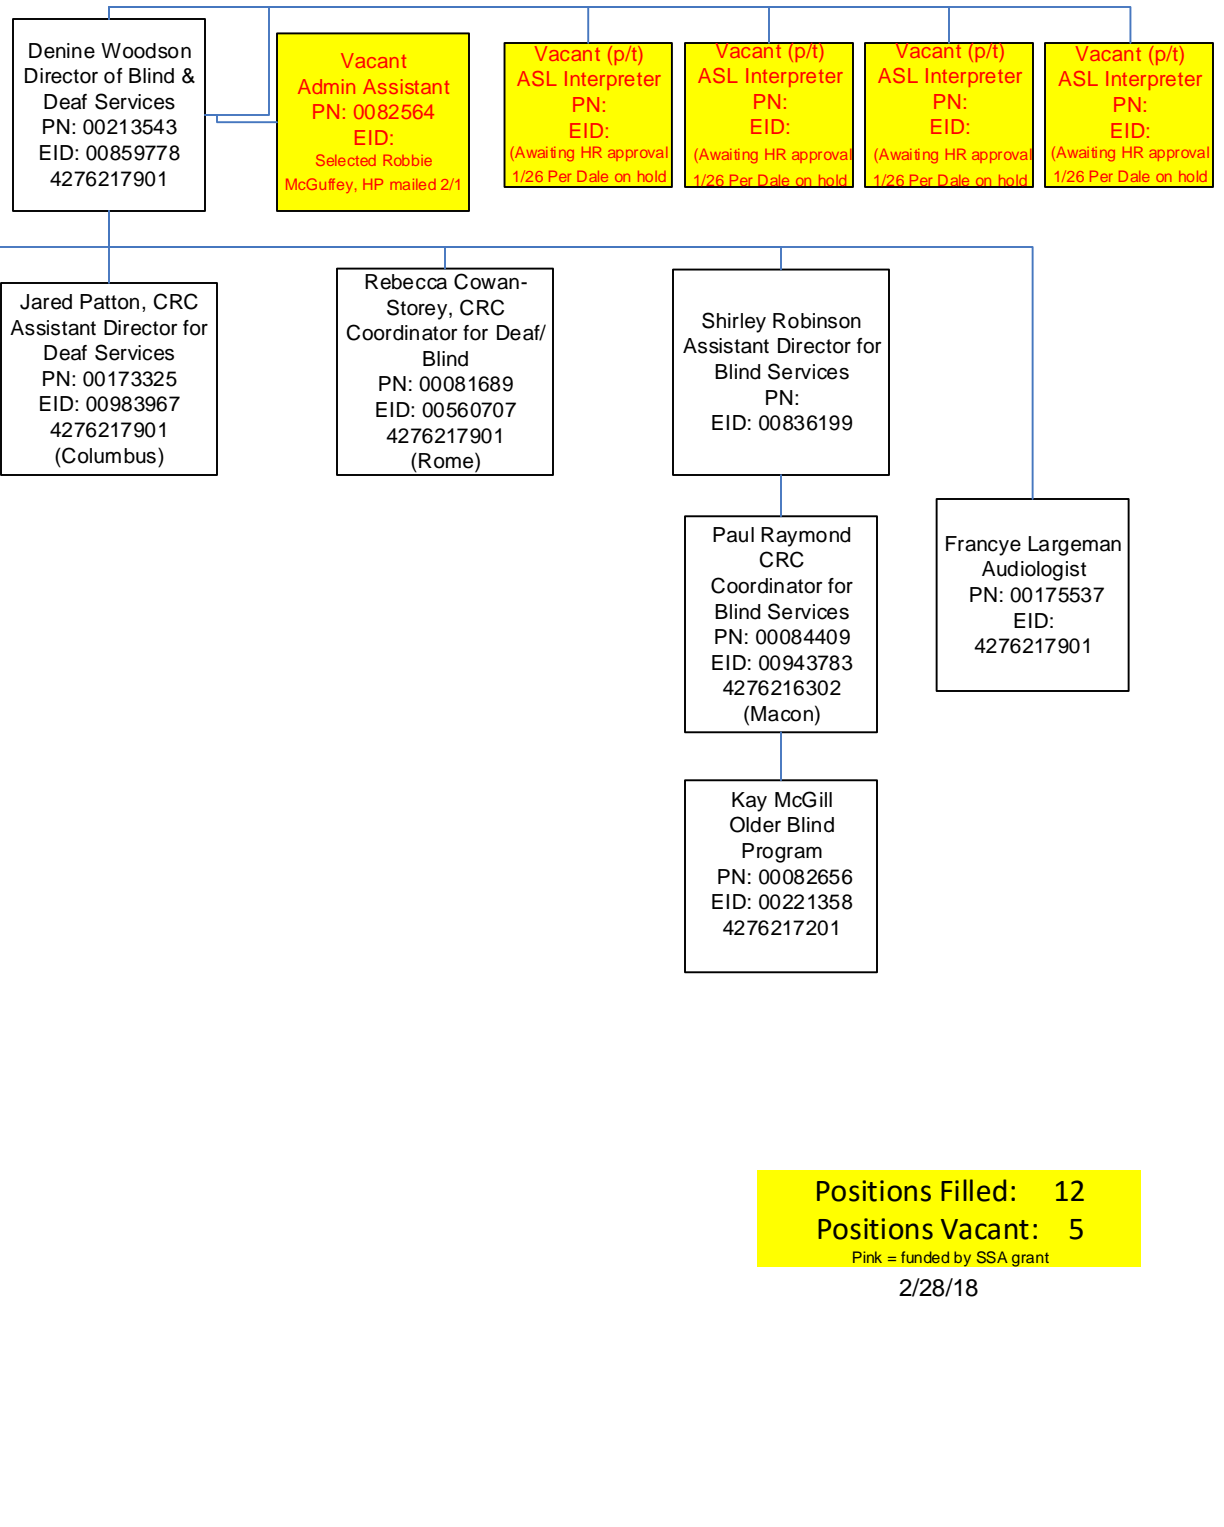 Denine Woodson
Director of Blind &
Deaf Services
PN: 00213543
EID: 00859778
4276217901
Vacant
Admin Assistant
PN: 0082564
EID:
Selected Robbie
McGuffey, HP mailed 2/1
Vacant (p/t)
ASL Interpreter
PN:
EID:
(Awaiting HR approval
1/26 Per Dale on hold
Vacant (p/t)
ASL Interpreter
PN:
EID:
(Awaiting HR approval
1/26 Per Dale on hold
Vacant (p/t)
ASL Interpreter
PN:
EID:
(Awaiting HR approval
1/26 Per Dale on hold
Vacant (p/t)
ASL Interpreter
PN:
EID:
(Awaiting HR approval
1/26 Per Dale on hold
Jared Patton, CRC
Assistant Director for
Deaf Services
PN: 00173325
EID: 00983967
4276217901
(Columbus)
Rebecca Cowan-
Storey, CRC
Coordinator for Deaf/
Blind
PN: 00081689
EID: 00560707
4276217901
(Rome)
Shirley Robinson
Assistant Director for
Blind Services
PN:
EID: 00836199
Paul Raymond
CRC
Coordinator for
Blind Services
PN: 00084409
EID: 00943783
4276216302
(Macon)
Francye Largeman
Audiologist
PN: 00175537
EID:
4276217901
Kay McGill
Older Blind
Program
PN: 00082656
EID: 00221358
4276217201
Positions Filled: 12
Positions Vacant: 5
Pink = funded by SSA grant
2/28/18